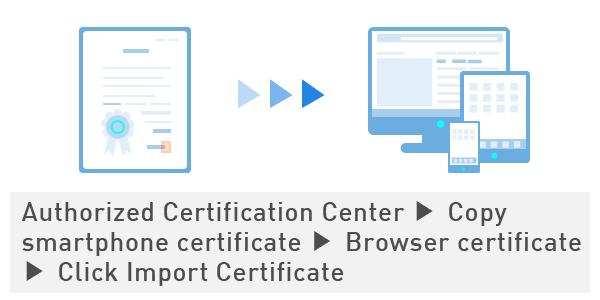 Authorized Certification Center ▶ Copy
smartphone certificate ▶ Browser certificate
▶ Click Import Certificate